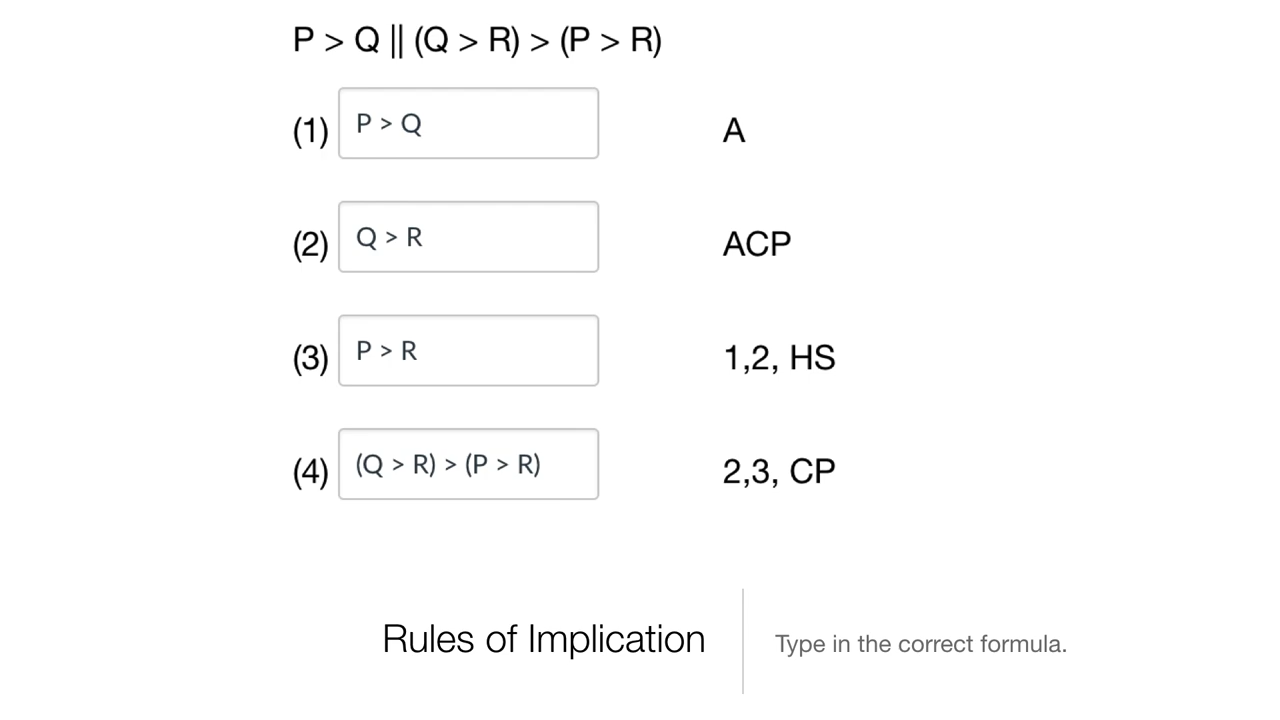 P > Q || (Q > R) > (P > R)
(1) P > Q A
(2) Q > R ACP
(3) P > R 1,2, HS
(4) (Q > R) > (P > R) 2,3, CP
Rules of Implication Type in the correct formula.